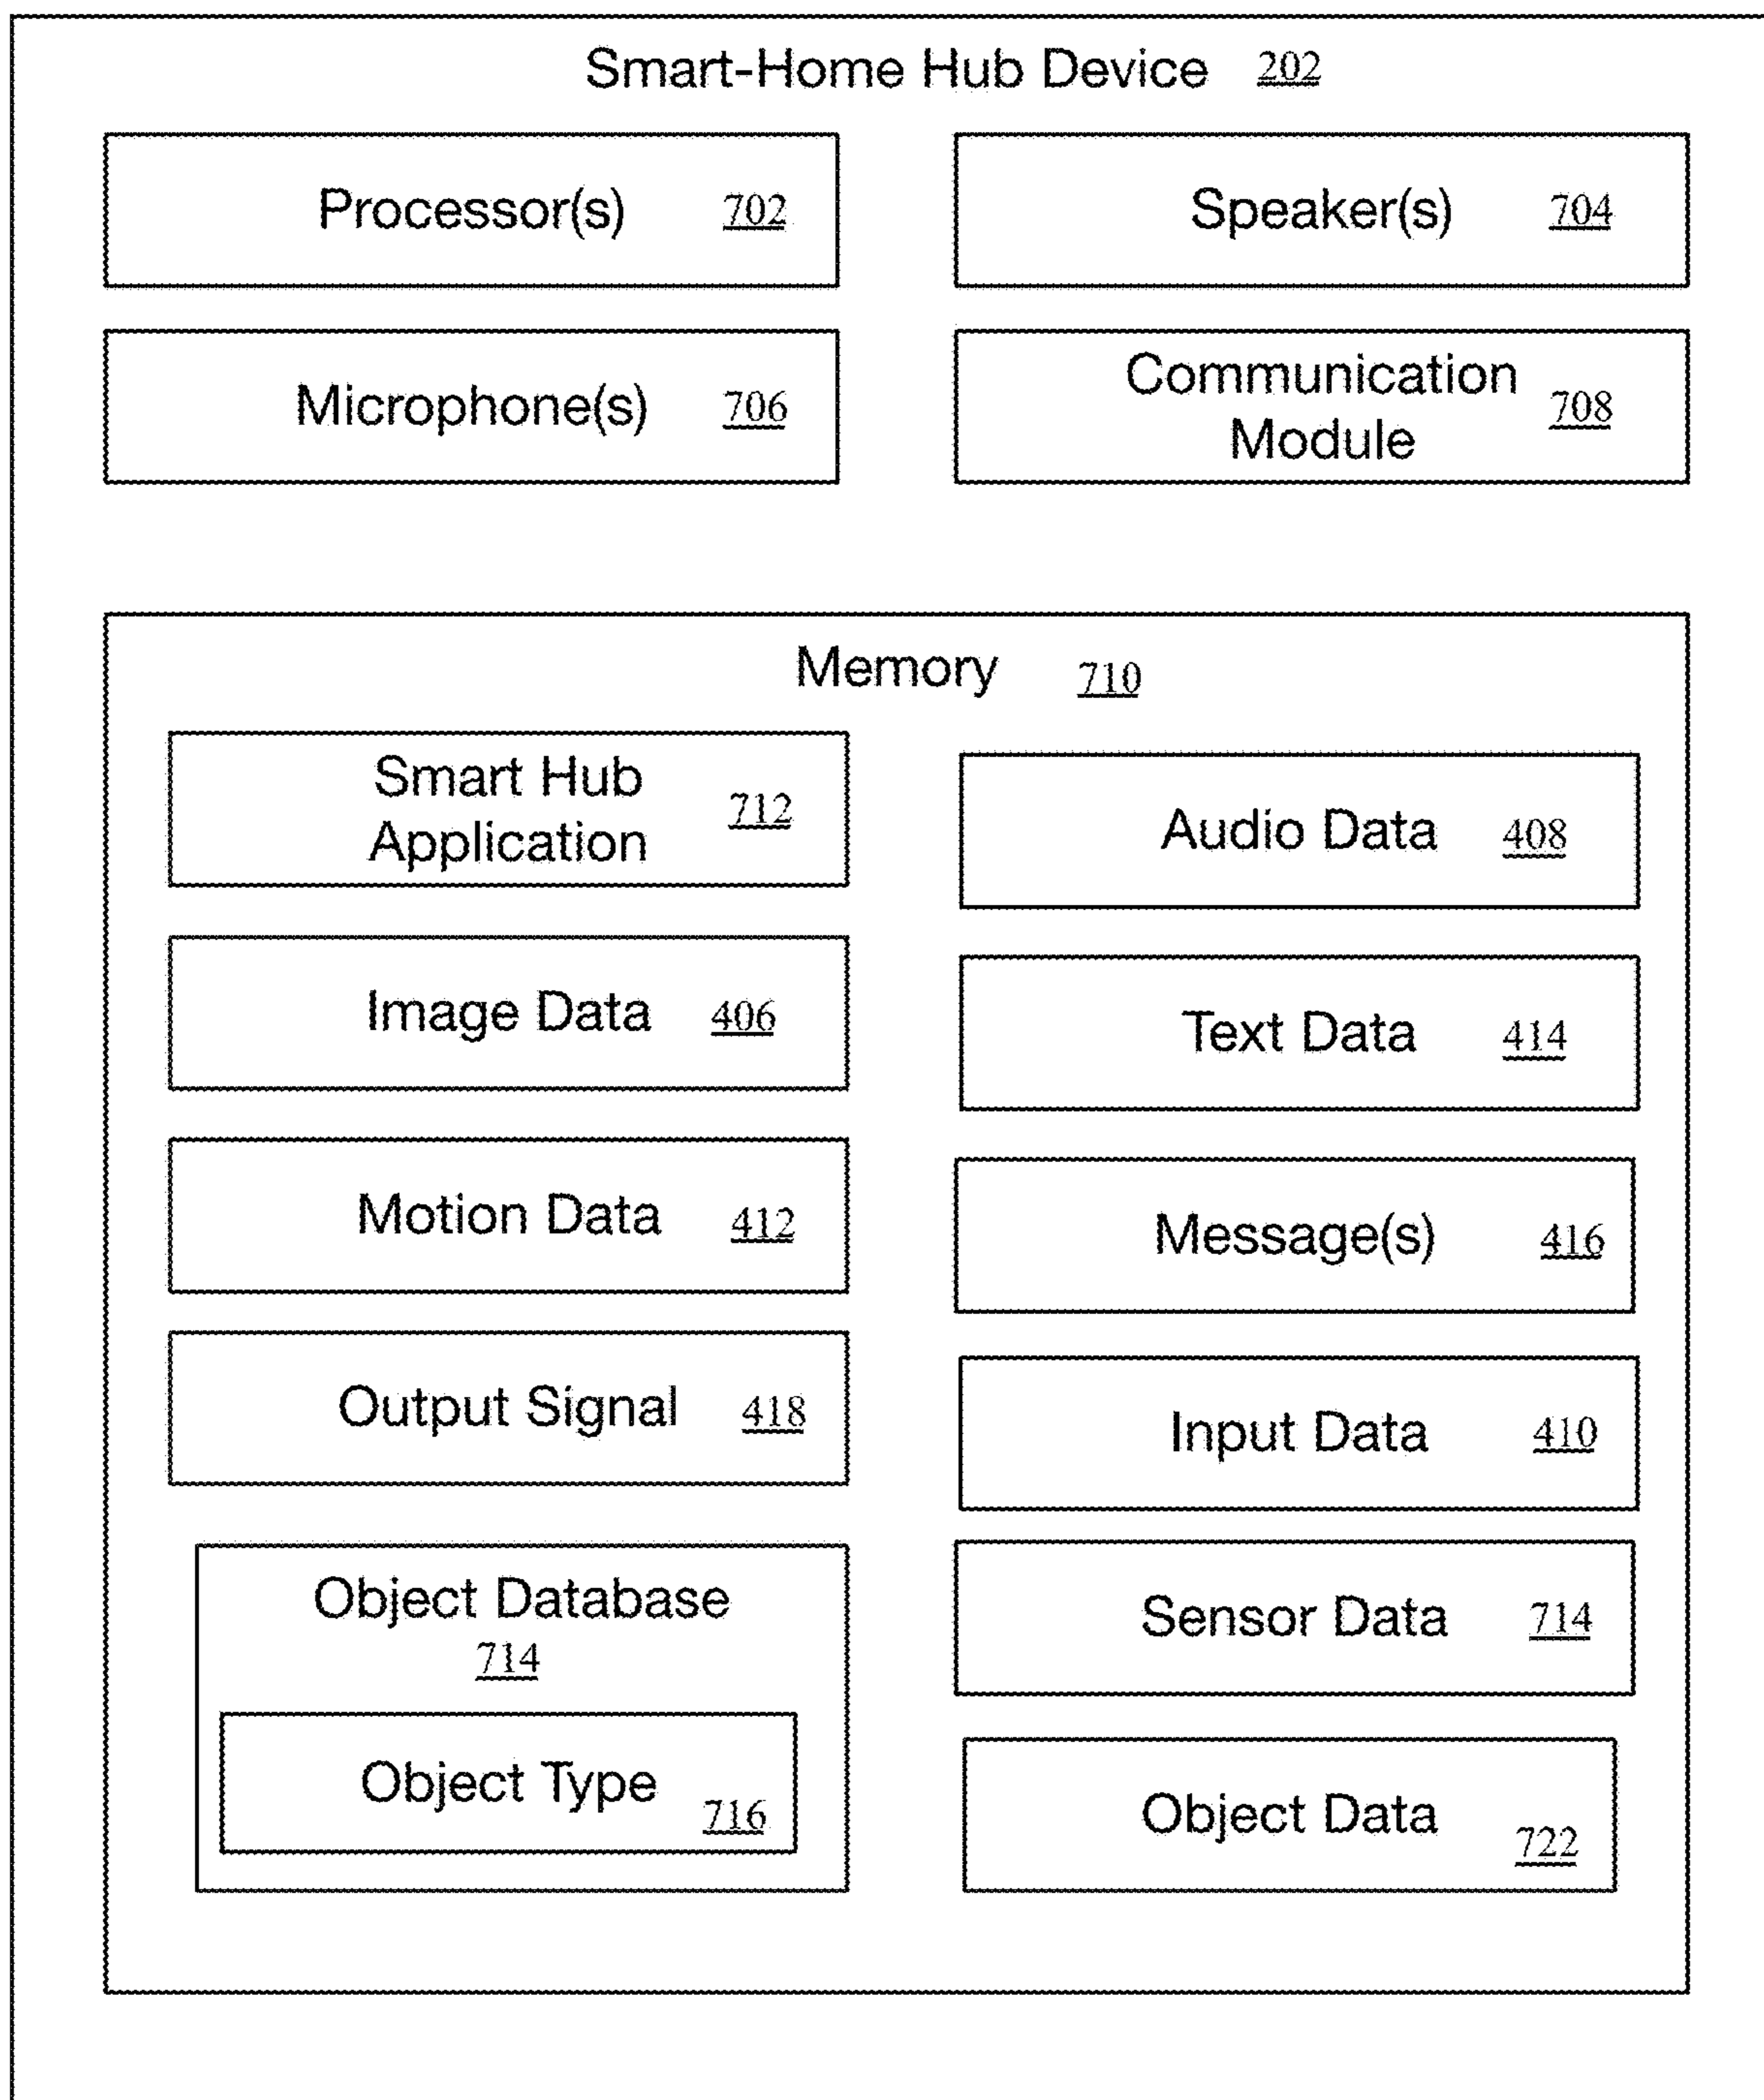 Smart-Home Hub Device 202
Processor(s) 702
Speaker(s) 704
Microphone(s) 706
Communication
Module 708
Memory 710
Smart Hub
Application 712
Audio Data 408
Image Data 406
Text Data 414
Motion Data 412
Message(s) 416
Output Signal 418
Input Data 410
Object Database
714
Sensor Data 714
Object Type 716
Object Data 722